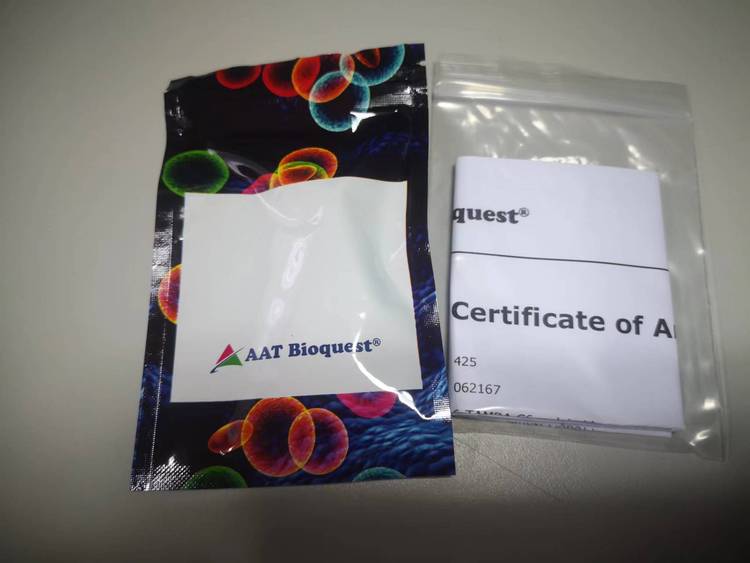 AAT Bioquest®
quest®
Certificate of A
425
062167